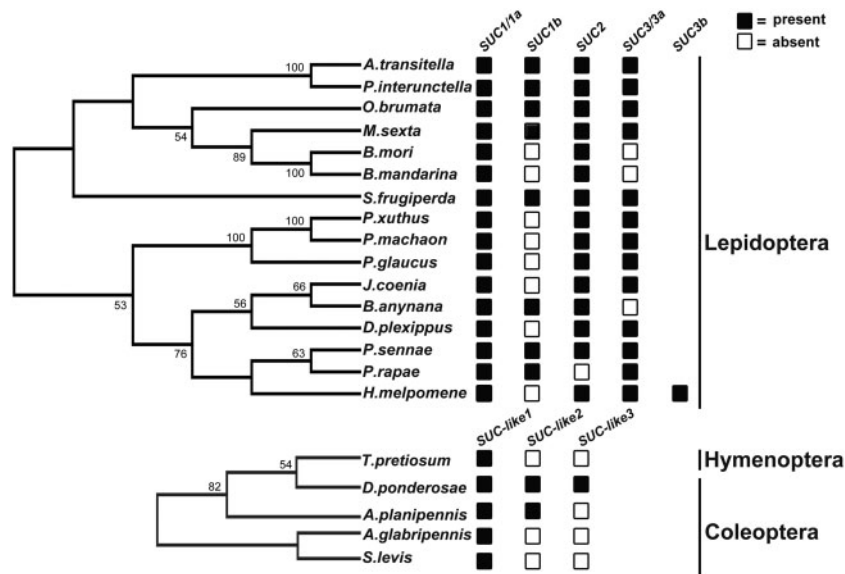 SUC1/1a SUC1b SUC2 SUC3/3a SUC3b
= present
= absent
100 A.transitella
P.interunctella
O.brumata
54
M.sexta
89
B.mori
100 B.mandarina
S.frugiperda
P.xuthus
100
P.machaon
100
P.glaucus
Lepidoptera
J.coenia
66
B.anynana
56
53
D.plexippus
76
P.sennae
63
P.rapae
H.melpomene
SUC-like1 SUC-like2 SUC-like3
T.pretiosum
Hymenoptera
54
D.ponderosae
82
A.planipennis
Coleoptera
A.glabripennis
S.levis